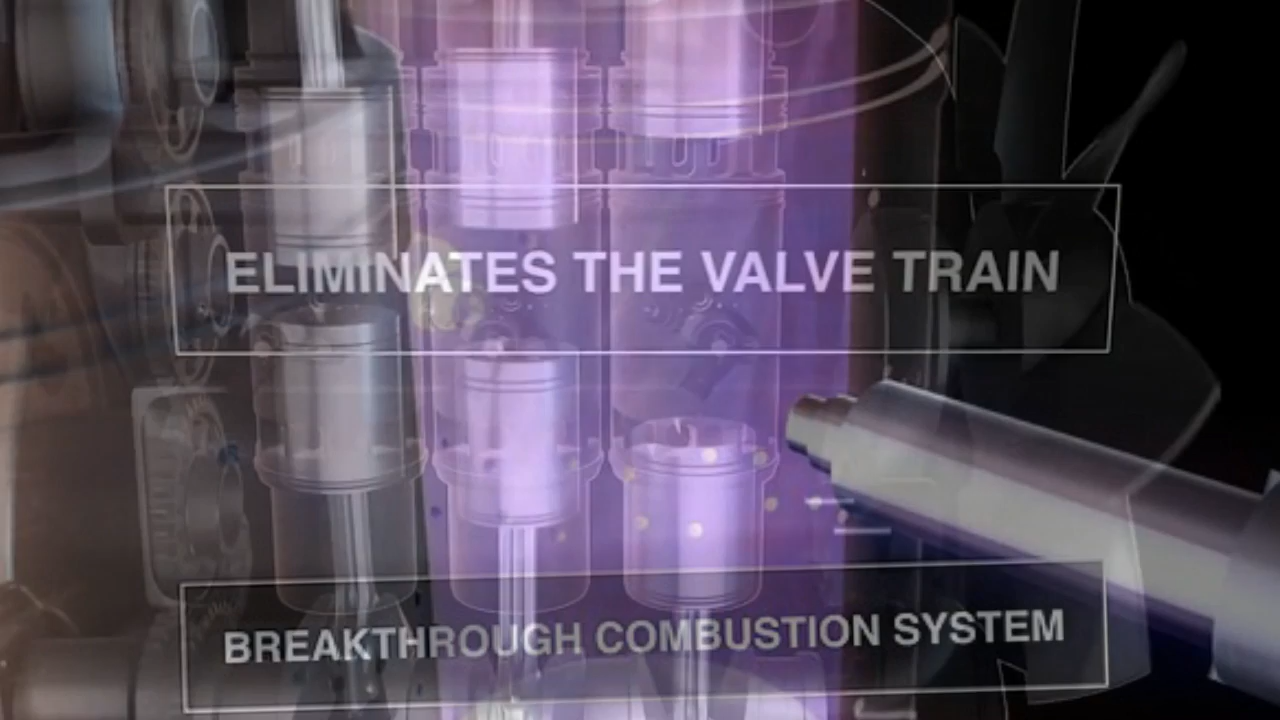 ELIMINATES THE VALVE TRAIN
BREAKTHROUGH COMBUSTION SYSTEM